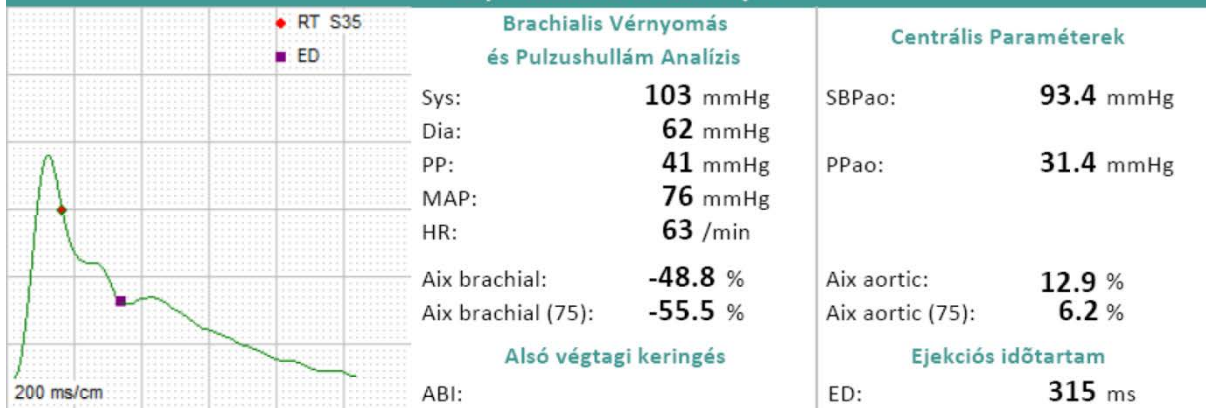 RT S35
ED
200 ms/cm
Brachialis Vérnyomás
és Pulzushullám Analízis
Sys: 103 mmHg
Dia: 62 mmHg
PP: 41 mmHg
MAP: 76 mmHg
HR: 63 /min
Aix brachial: -48.8 %
Aix brachial (75): -55.5 %
Alsó végtagi keringés
ABI:
Centrális Paraméterek
SBPao: 93.4 mmHg
PPao: 31.4 mmHg
Aix aortic: 12.9 %
Aix aortic (75): 6.2 %
Ejekciós idõtartam
ED: 315 ms